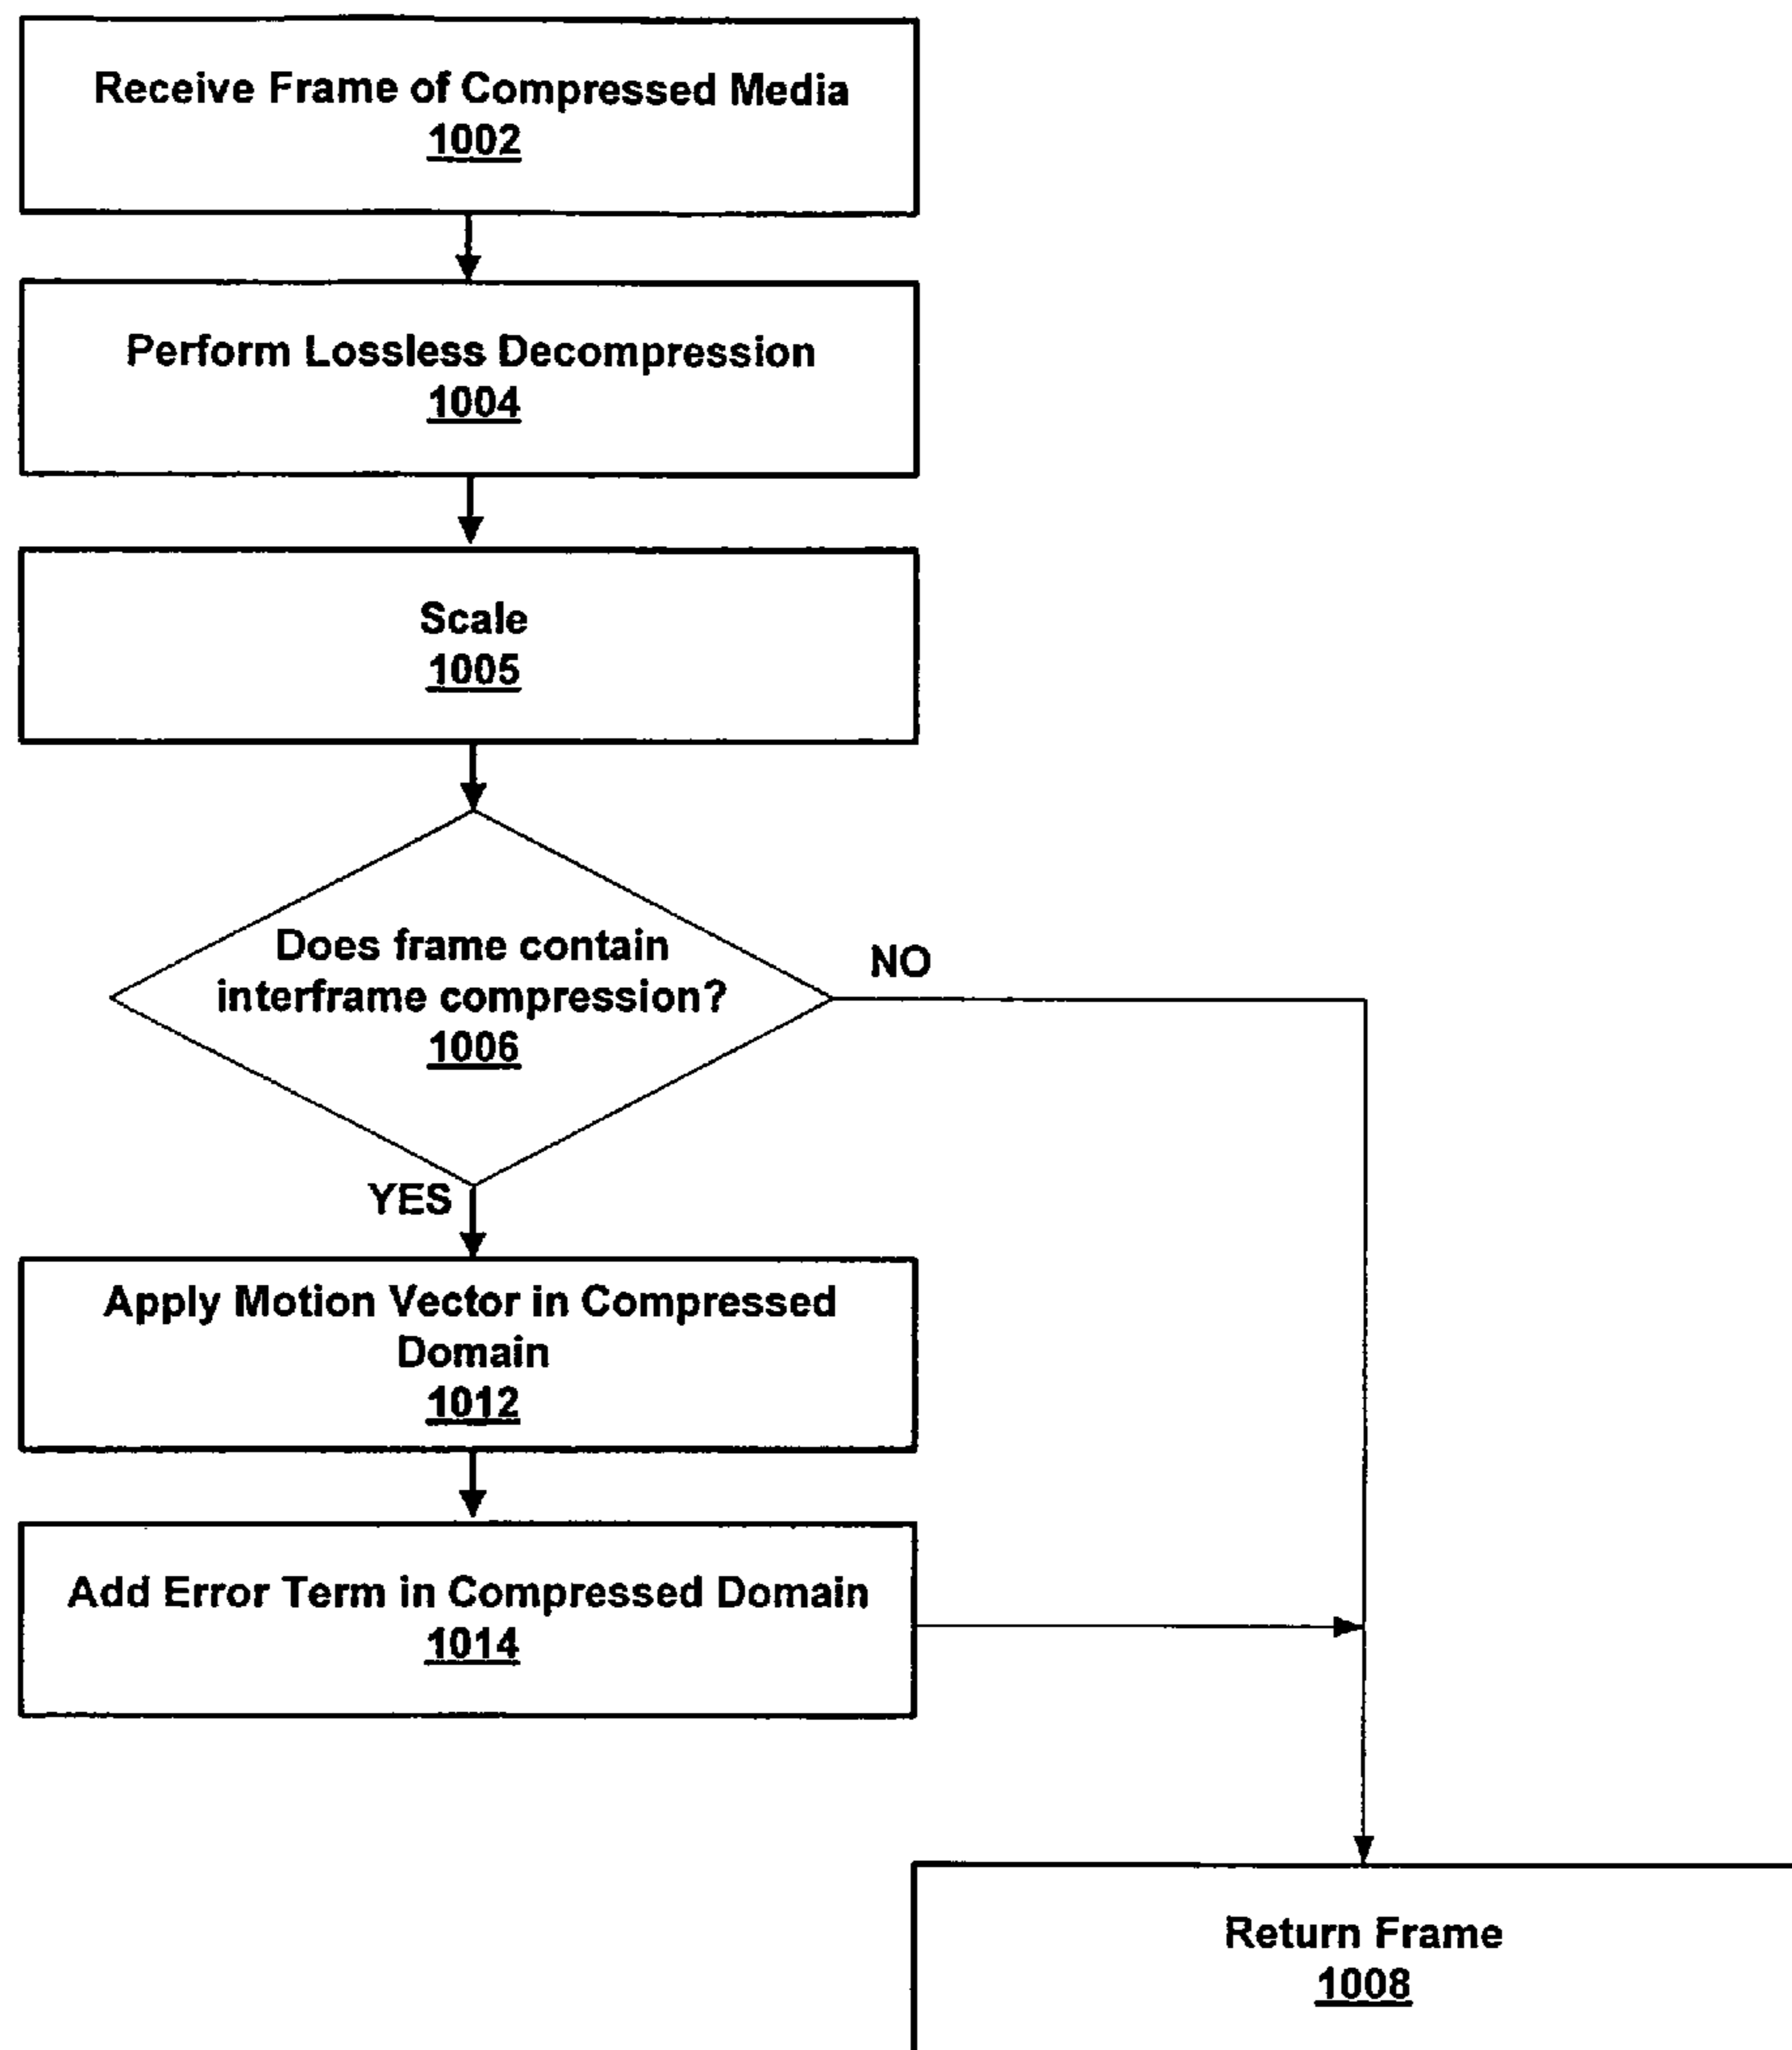 Receive Frame of Compressed Media
1002
Perform Lossless Decompression
1004
Scale
1005
Does frame contain
interframe compression?
1006
NO
YES
Apply Motion Vector in Compressed
Domain
1012
Add Error Term in Compressed Domain
1014
Return Frame
1008